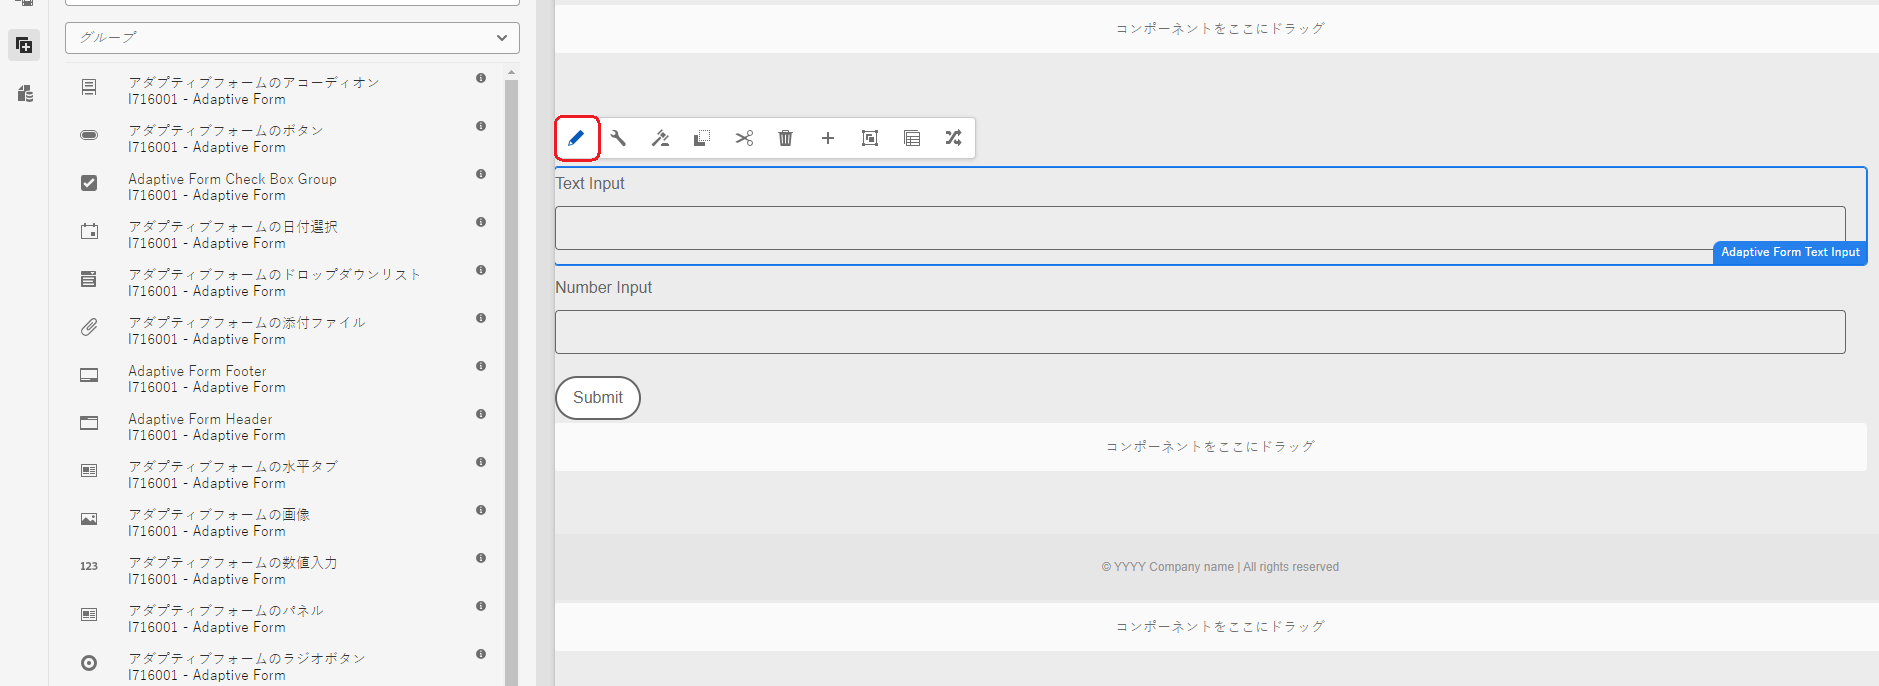 グループ
アダプティブフォームのアコーディオン
I716001 - Adaptive Form
アダプティブフォームのボタン
I716001 - Adaptive Form
Adaptive Form Check Box Group
I716001 - Adaptive Form
アダプティブフォームの日付選択
I716001 - Adaptive Form
アダプティブフォームのドロップダウンリスト
I716001 - Adaptive Form
アダプティブフォームの添付ファイル
I716001 - Adaptive Form
Adaptive Form Footer
I716001 - Adaptive Form
Adaptive Form Header
I716001 - Adaptive Form
アダプティブフォームの水平タブ
I716001 - Adaptive Form
アダプティブフォームの画像
I716001 - Adaptive Form
123
アダプティブフォームの数値入力
I716001 - Adaptive Form
アダプティブフォームのパネル
I716001 - Adaptive Form
アダプティブフォームのラジオボタン
I716001 - Adaptive Form
コンポーネントをここにドラッグ
Text Input
Adaptive Form Text Input
Number Input
Submit
コンポーネントをここにドラッグ
© YYYY Company name | All rights reserved
コンポーネントをここにドラッグ